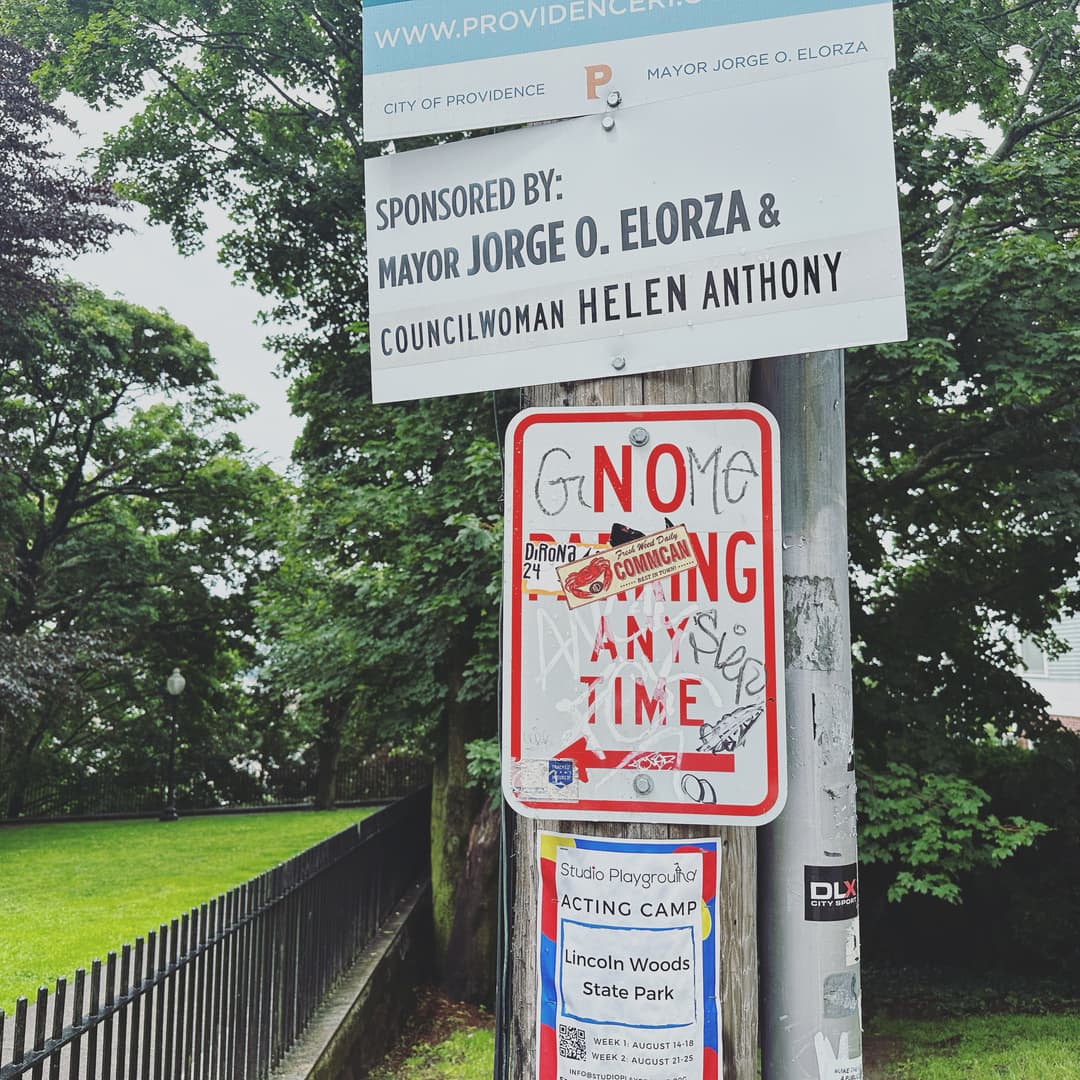 WWW.PROVIDENCERI.
CITY OF PROVIDENCE P MAYOR JORGE O. ELORZA
SPONSORED BY:
MAYOR JORGE O. ELORZA &
COUNCILWOMAN HELEN ANTHONY
GNOMe
DiRONa
24
Fresh Weed Daily
COMMCAN
BEST IN TOWN!
ING
ANY
TIME
Studio Playground
ACTING CAMP
Lincoln Woods
State Park
WEEK 1: AUGUST 14-18
WEEK 2: AUGUST 21-25
DLX
CITY SPORT